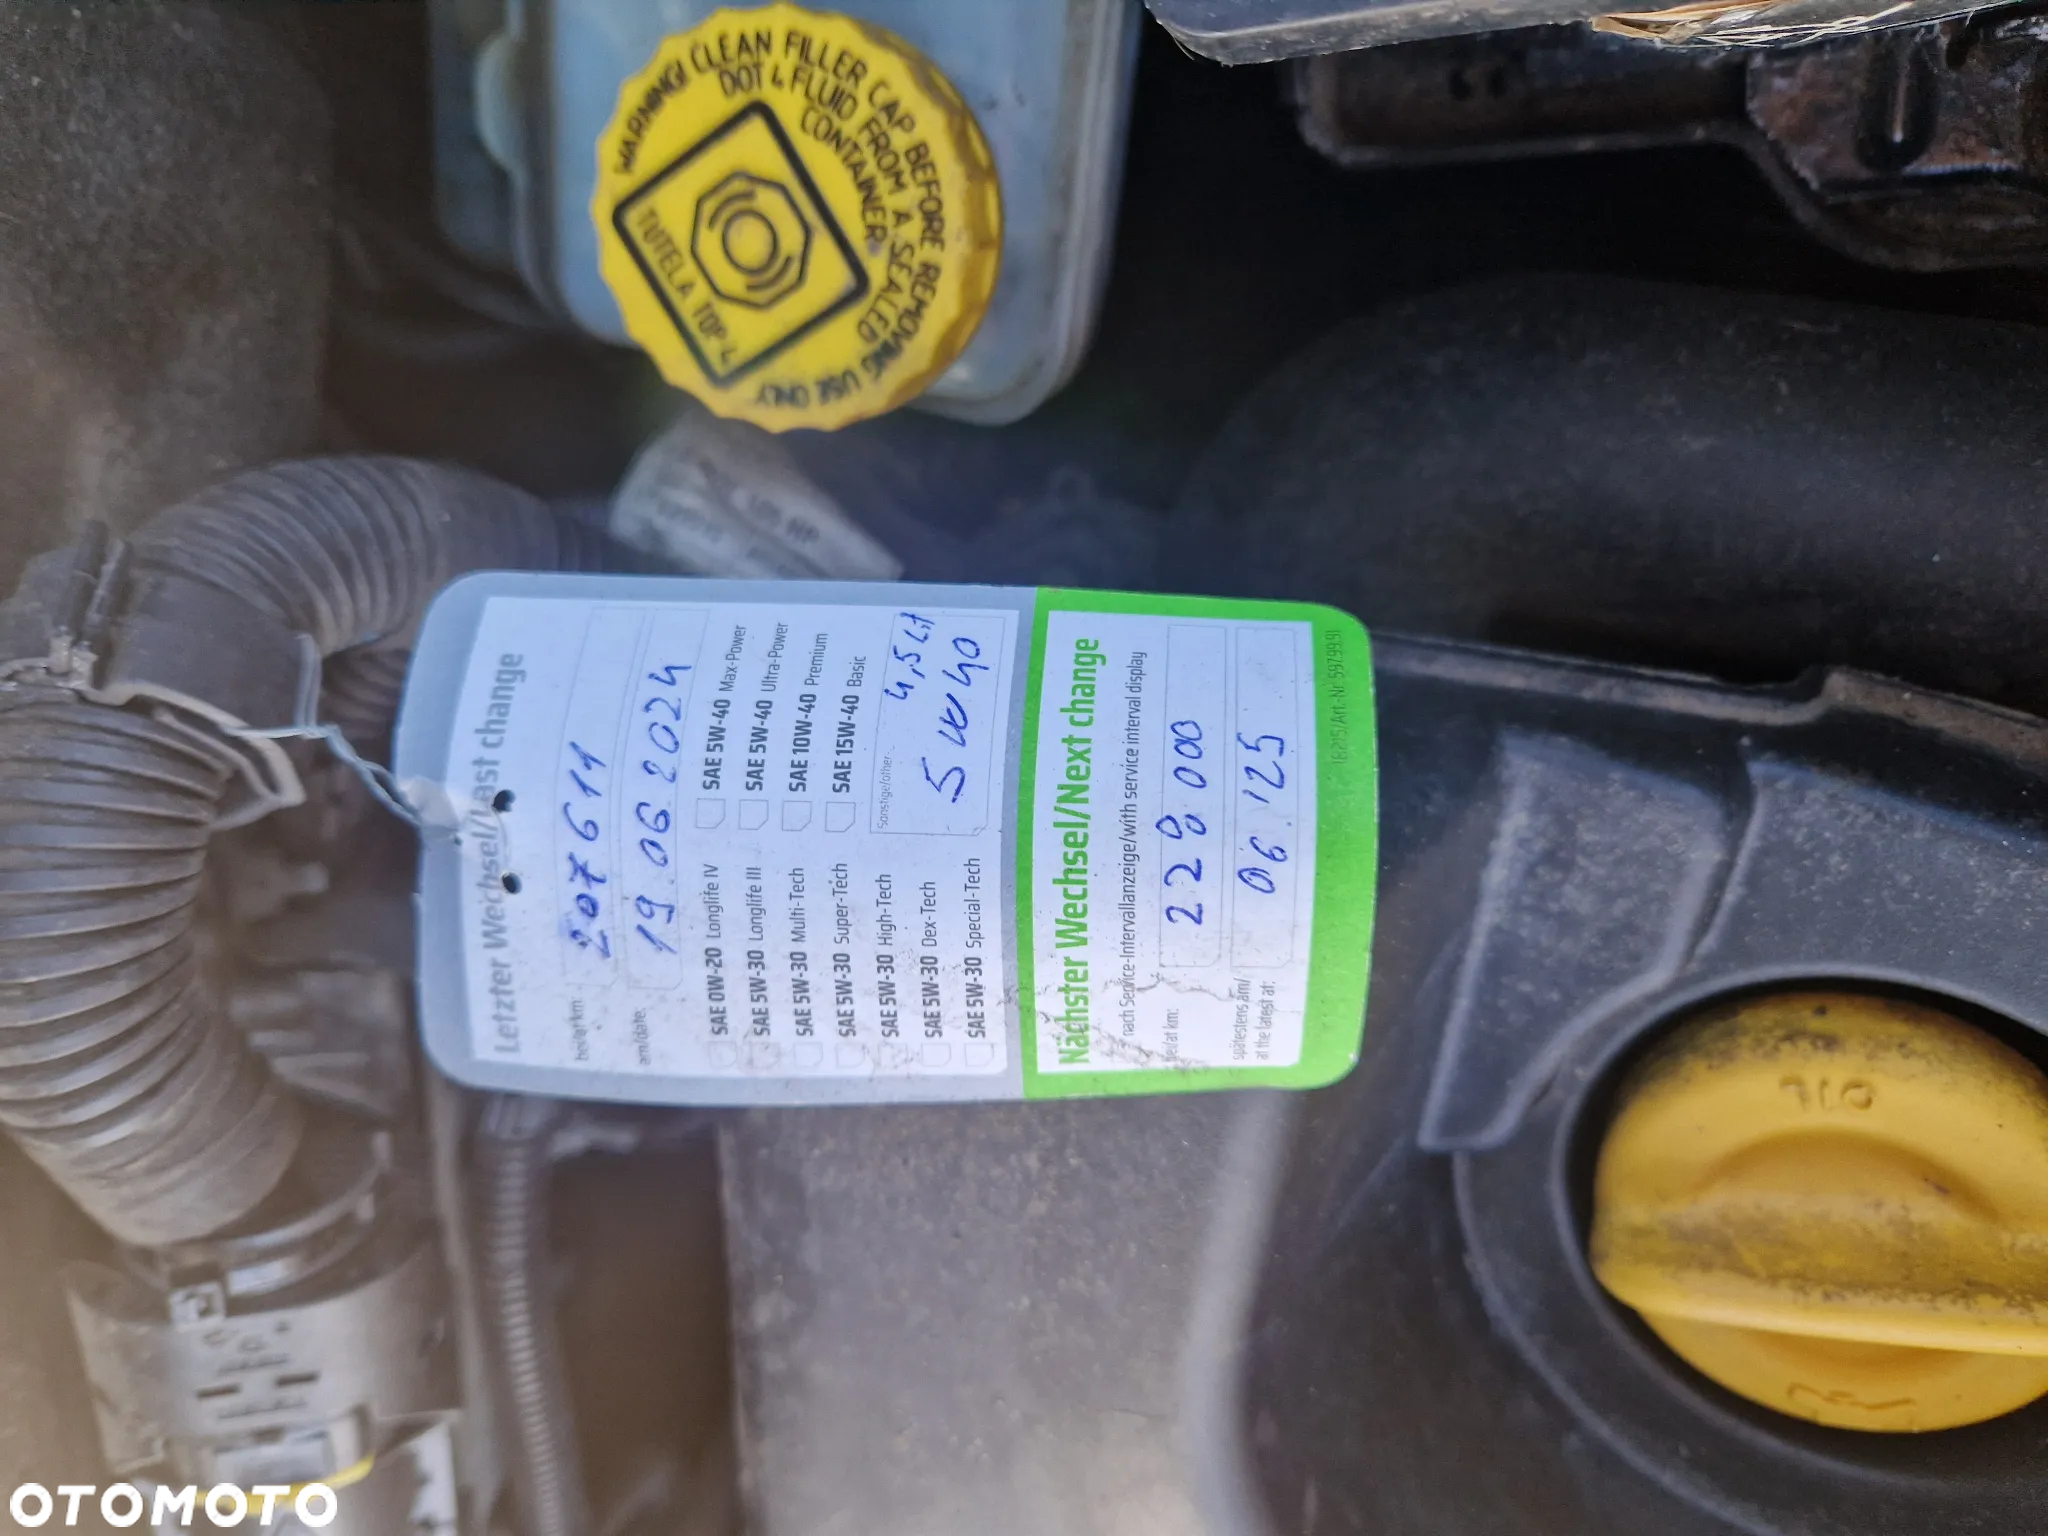 WARNING! CLEAN FILLER CAP BEFORE REMOVING USE ONLY
DOT 4 FLUID FROM A SEALED
CONTAINER
TUTELA TOP-4
Letzter Wechsel/Last change
bei/at km: 207611
am/date: 19.06.2024
SAE 0W-20 Longlife IV
SAE 5W-30 Longlife III
SAE 5W-30 Multi-Tech
SAE 5W-30 Super-Tech
SAE 5W-30 High-Tech
SAE 5W-30 Dex-Tech
SAE 5W-30 Special-Tech
SAE 5W-40 Max-Power
SAE 5W-40 Ultra-Power
SAE 10W-40 Premium
SAE 15W-40 Basic
Sonstige/other:
4,5 Lit
5W40
Nächster Wechsel/Next change
nach Service-Intervallanzeige/with service interval display
bei/at km: 220 000
spätestens am/
at the latest at: 06.'25
OIL
OTOMOTO